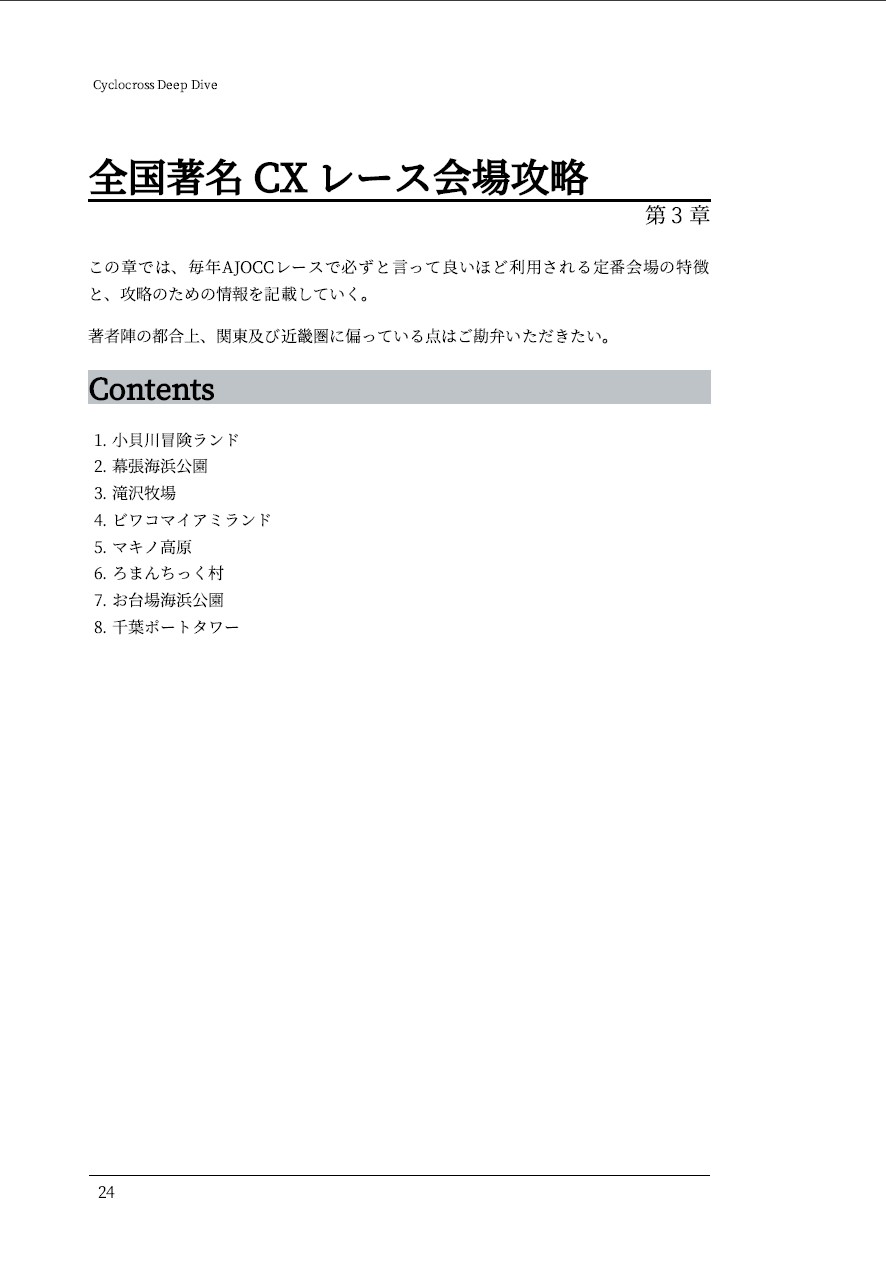 Cyclocross Deep Dive
全国著名 CX レース会場攻略
第 3 章
この章では、毎年AJOCCレースで必ずと言って良いほど利用される定番会場の特徴
と、攻略のための情報を記載していく。
著者陣の都合上、関東及び近畿圏に偏っている点はご勘弁いただきたい。
Contents
1. 小貝川冒険ランド
2. 幕張海浜公園
3. 滝沢牧場
4. ビワコマイアミランド
5. マキノ高原
6. ろまんちっく村
7. お台場海浜公園
8. 千葉ポートタワー
24